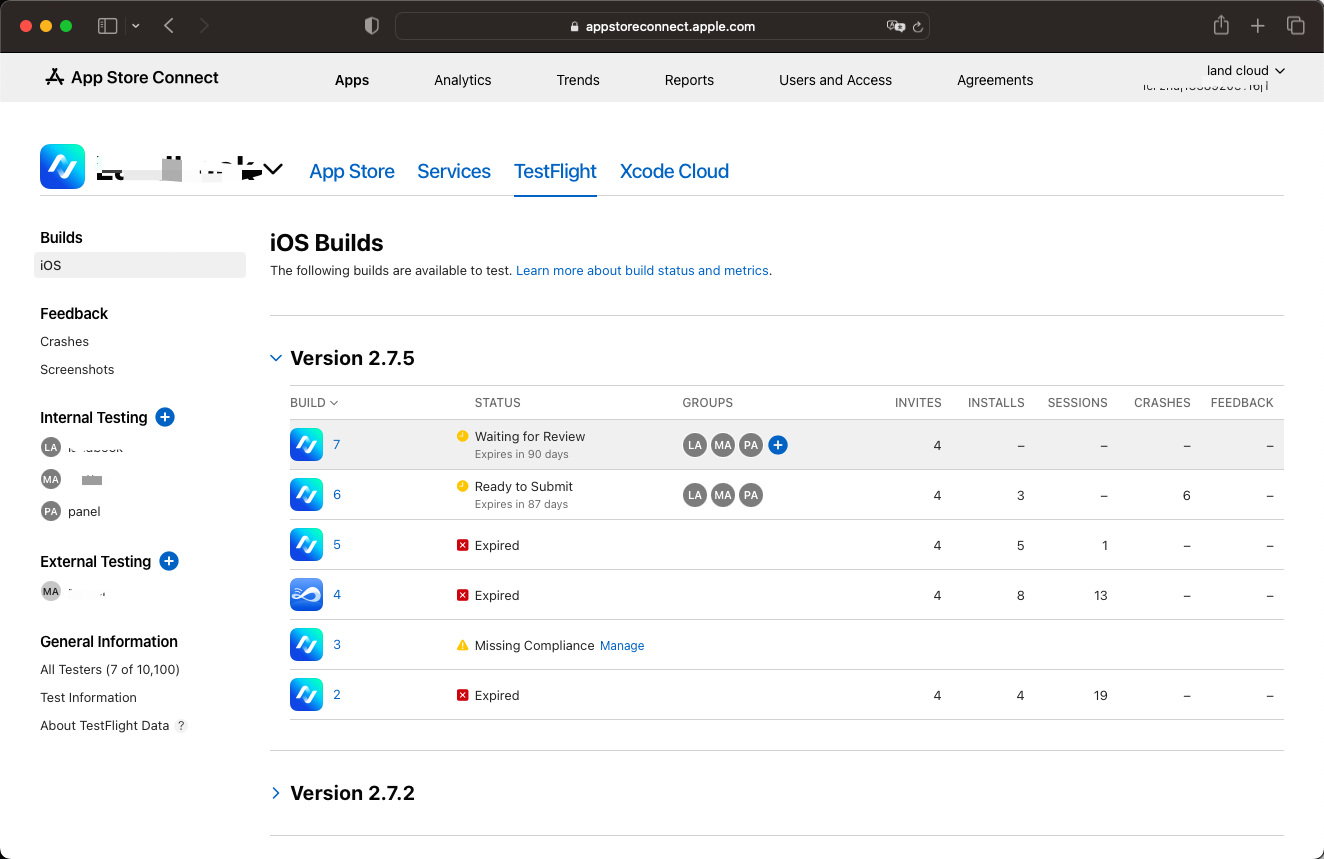 appstoreconnect.apple.com
App Store Connect
Apps
Analytics
Trends
Reports
Users and Access
Agreements
land cloud
App Store
Services
TestFlight
Xcode Cloud
Builds
iOS
Feedback
Crashes
Screenshots
Internal Testing
LA
MA
PA panel
External Testing
MA
General Information
All Testers (7 of 10,100)
Test Information
About TestFlight Data ?
iOS Builds
The following builds are available to test. Learn more about build status and metrics.
Version 2.7.5
BUILD STATUS GROUPS INVITES INSTALLS SESSIONS CRASHES FEEDBACK
7 Waiting for Review LA MA PA 4 – – – –
Expires in 90 days
6 Ready to Submit LA MA PA 4 3 – 6 –
Expires in 87 days
5 Expired 4 5 1 – –
4 Expired 4 8 13 – –
3 Missing Compliance Manage
2 Expired 4 4 19 – –
Version 2.7.2